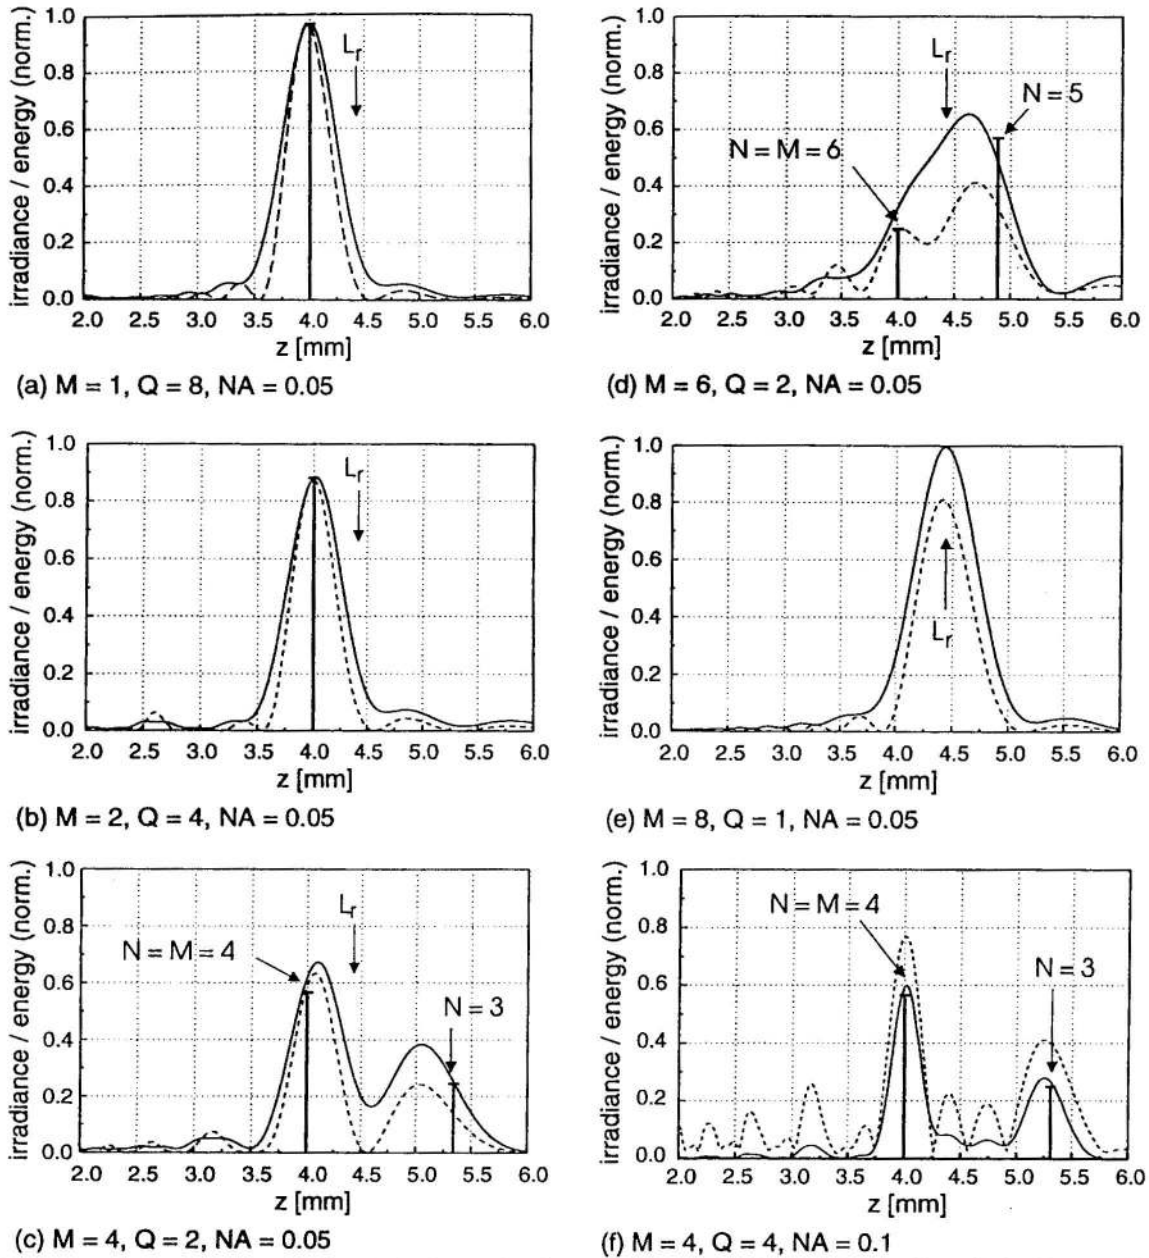 irradiance / energy (norm.)
1.0
0.8
0.6
0.4
0.2
0.0
Lr
2.0 2.5 3.0 3.5 4.0 4.5 5.0 5.5 6.0
z [mm]
(a) M = 1, Q = 8, NA = 0.05
irradiance / energy (norm.)
1.0
0.8
0.6
0.4
0.2
0.0
Lr
2.0 2.5 3.0 3.5 4.0 4.5 5.0 5.5 6.0
z [mm]
(b) M = 2, Q = 4, NA = 0.05
irradiance / energy (norm.)
1.0
0.8
0.6
0.4
0.2
0.0
Lr
N = M = 4
N = 3
2.0 2.5 3.0 3.5 4.0 4.5 5.0 5.5 6.0
z [mm]
(c) M = 4, Q = 2, NA = 0.05
irradiance / energy (norm.)
1.0
0.8
0.6
0.4
0.2
0.0
Lr
N = 5
N = M = 6
2.0 2.5 3.0 3.5 4.0 4.5 5.0 5.5 6.0
z [mm]
(d) M = 6, Q = 2, NA = 0.05
irradiance / energy (norm.)
1.0
0.8
0.6
0.4
0.2
0.0
Lr
2.0 2.5 3.0 3.5 4.0 4.5 5.0 5.5 6.0
z [mm]
(e) M = 8, Q = 1, NA = 0.05
irradiance / energy (norm.)
1.0
0.8
0.6
0.4
0.2
0.0
N = M = 4
N = 3
2.0 2.5 3.0 3.5 4.0 4.5 5.0 5.5 6.0
z [mm]
(f) M = 4, Q = 4, NA = 0.1